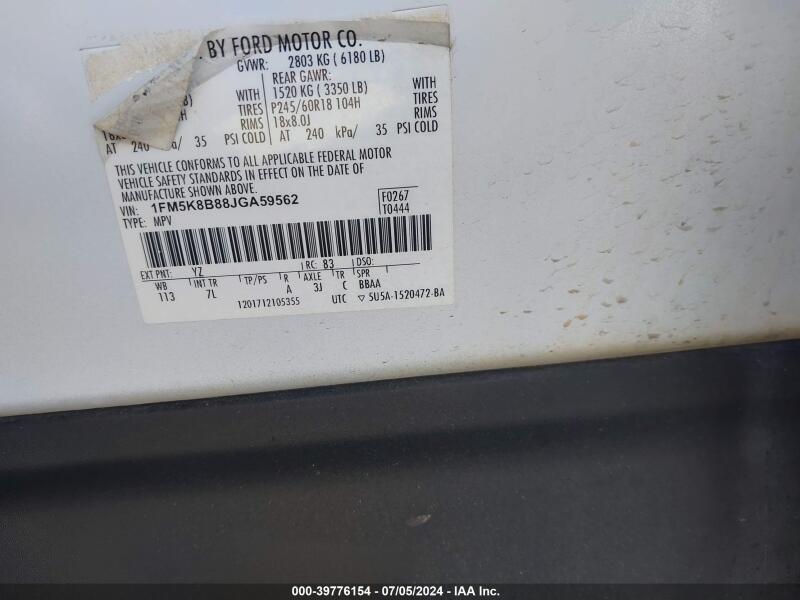 BY FORD MOTOR CO.
GVWR: 2803 KG ( 6180 LB)
REAR GAWR:
WITH 1520 KG ( 3350 LB) WITH
TIRES P245/60R18 104H TIRES
RIMS 18x8.0J RIMS
AT 240 kPa/ 35 PSI COLD AT 240 kPa/ 35 PSI COLD
THIS VEHICLE CONFORMS TO ALL APPLICABLE FEDERAL MOTOR
VEHICLE SAFETY STANDARDS IN EFFECT ON THE DATE OF
MANUFACTURE SHOWN ABOVE.
VIN: 1FM5K8B88JGA59562 F0267
TYPE: MPV T0444
EXT PNT: YZ RC: 83 DSO:
WB INT TR TP/PS R AXLE TR SPR
113 7L A 3J C BBAA
1201712105355 UTC ▽ 5U5A-1520472-BA
000-39776154 / 07/05/2024 - IAA Inc.